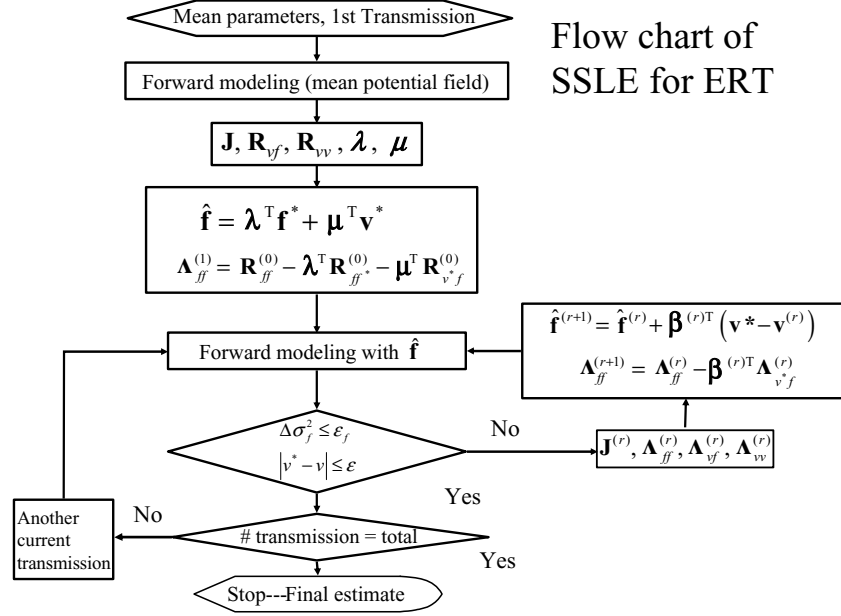 Mean parameters, 1st Transmission
Flow chart of
SSLE for ERT
Forward modeling (mean potential field)
J, R_vf, R_vv, λ, μ
f̂ = λ^T f* + μ^T v*
Λ_ff^(1) = R_ff^(0) − λ^T R_ff*^(0) − μ^T R_v*f^(0)
Forward modeling with f̂
f̂^(r+1) = f̂^(r) + β^(r)T (v* − v^(r))
Λ_ff^(r+1) = Λ_ff^(r) − β^(r)T Λ_v*f^(r)
Δσ_f^2 ≤ ε_f
|v* − v| ≤ ε
No
J^(r), Λ_ff^(r), Λ_vf^(r), Λ_vv^(r)
Yes
Another
current
transmission
No
# transmission = total
Yes
Stop---Final estimate